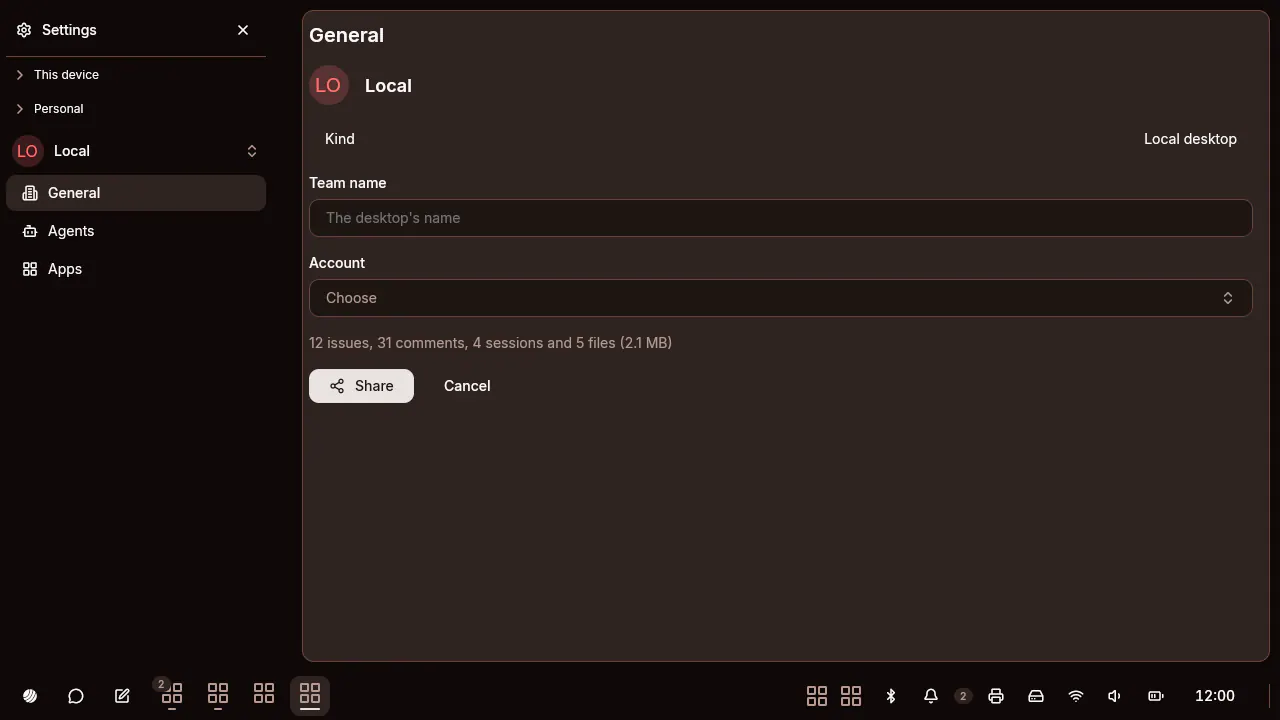 Settings
This device
Personal
LO Local
General
Agents
Apps
General
LO Local
Kind Local desktop
Team name
The desktop's name
Account
Choose
12 issues, 31 comments, 4 sessions and 5 files (2.1 MB)
Share Cancel
2 2 12:00